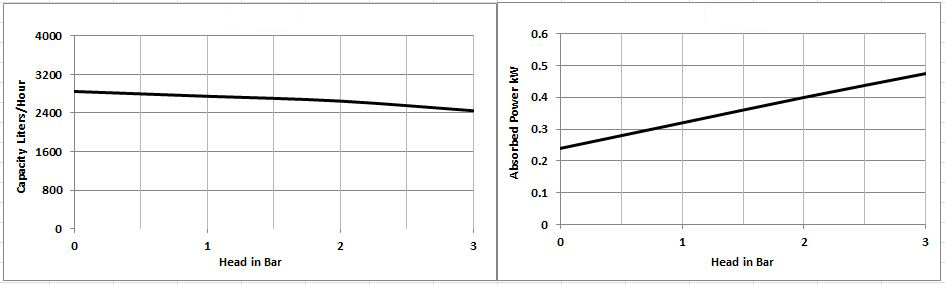 4000
3200
2400
1600
800
0
Capacity Liters/Hour
0 1 2 3
Head in Bar
0.6
0.5
0.4
0.3
0.2
0.1
0
Absorbed Power kW
0 1 2 3
Head in Bar